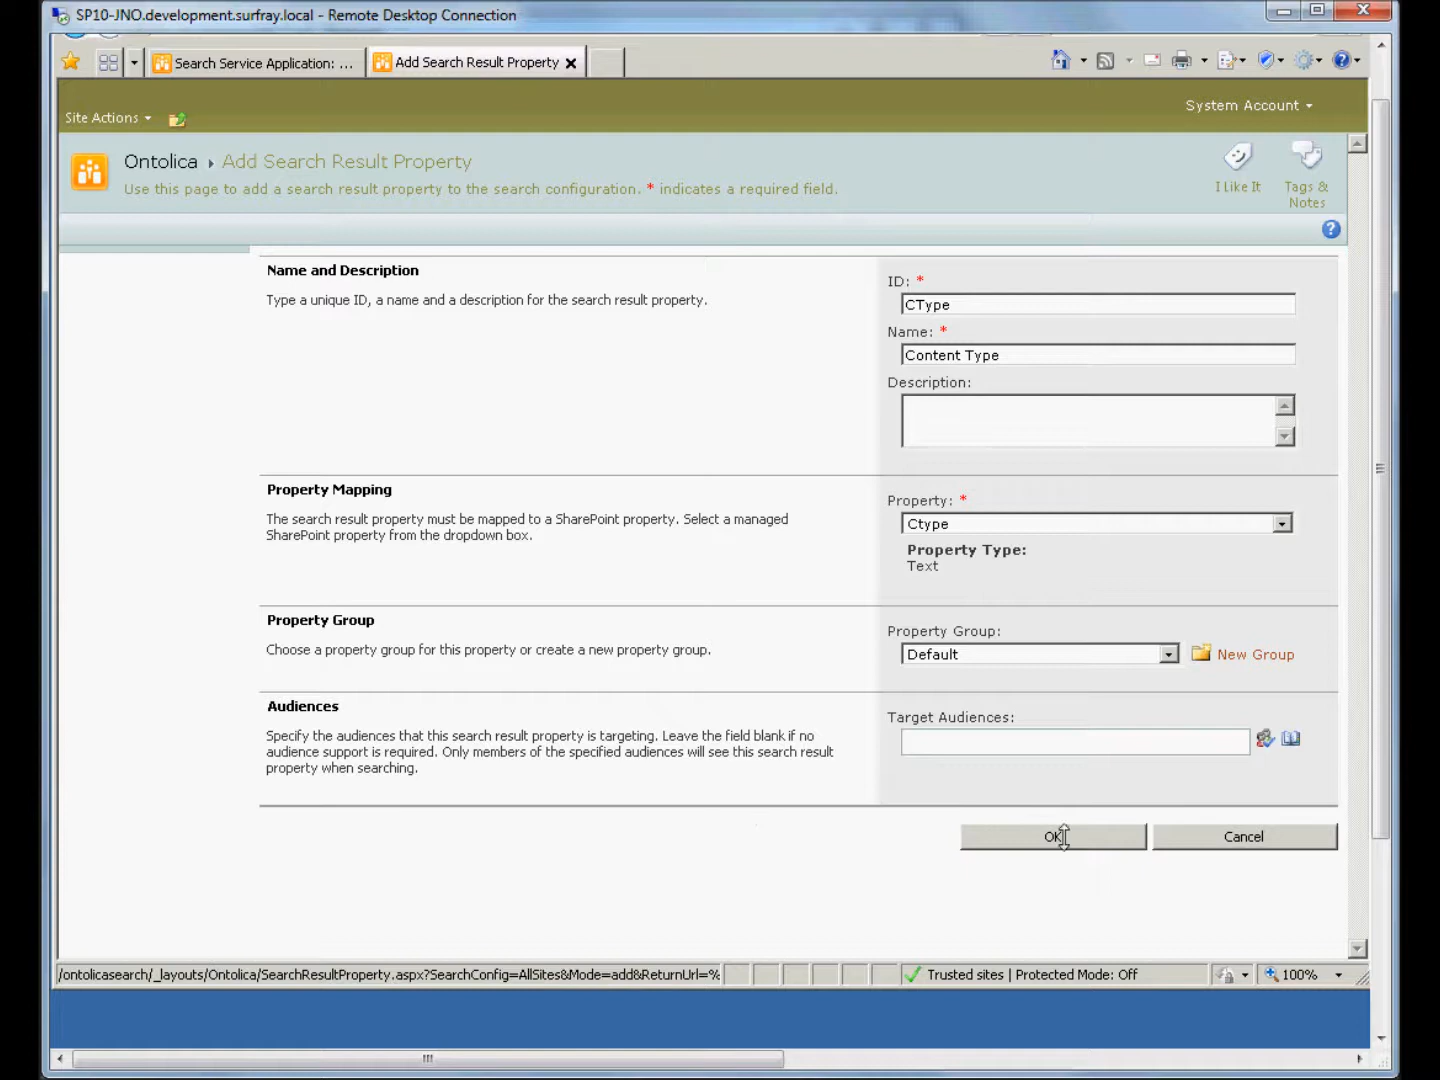 SP10-JNO.development.surfray.local - Remote Desktop Connection
Search Service Application: ...
Add Search Result Property
System Account
Site Actions
Ontolica
Add Search Result Property
Use this page to add a search result property to the search configuration. * indicates a required field.
I Like It
Tags &
Notes
Name and Description
Type a unique ID, a name and a description for the search result property.
ID: *
CType
Name: *
Content Type
Description:
Property Mapping
The search result property must be mapped to a SharePoint property. Select a managed
SharePoint property from the dropdown box.
Property: *
Ctype
Property Type:
Text
Property Group
Choose a property group for this property or create a new property group.
Property Group:
Default
New Group
Audiences
Specify the audiences that this search result property is targeting. Leave the field blank if no
audience support is required. Only members of the specified audiences will see this search result
property when searching.
Target Audiences:
OK
Cancel
/ontolicasearch/_layouts/Ontolica/SearchResultProperty.aspx?SearchConfig=AllSites&Mode=add&ReturnUrl=%
Trusted sites | Protected Mode: Off
100%